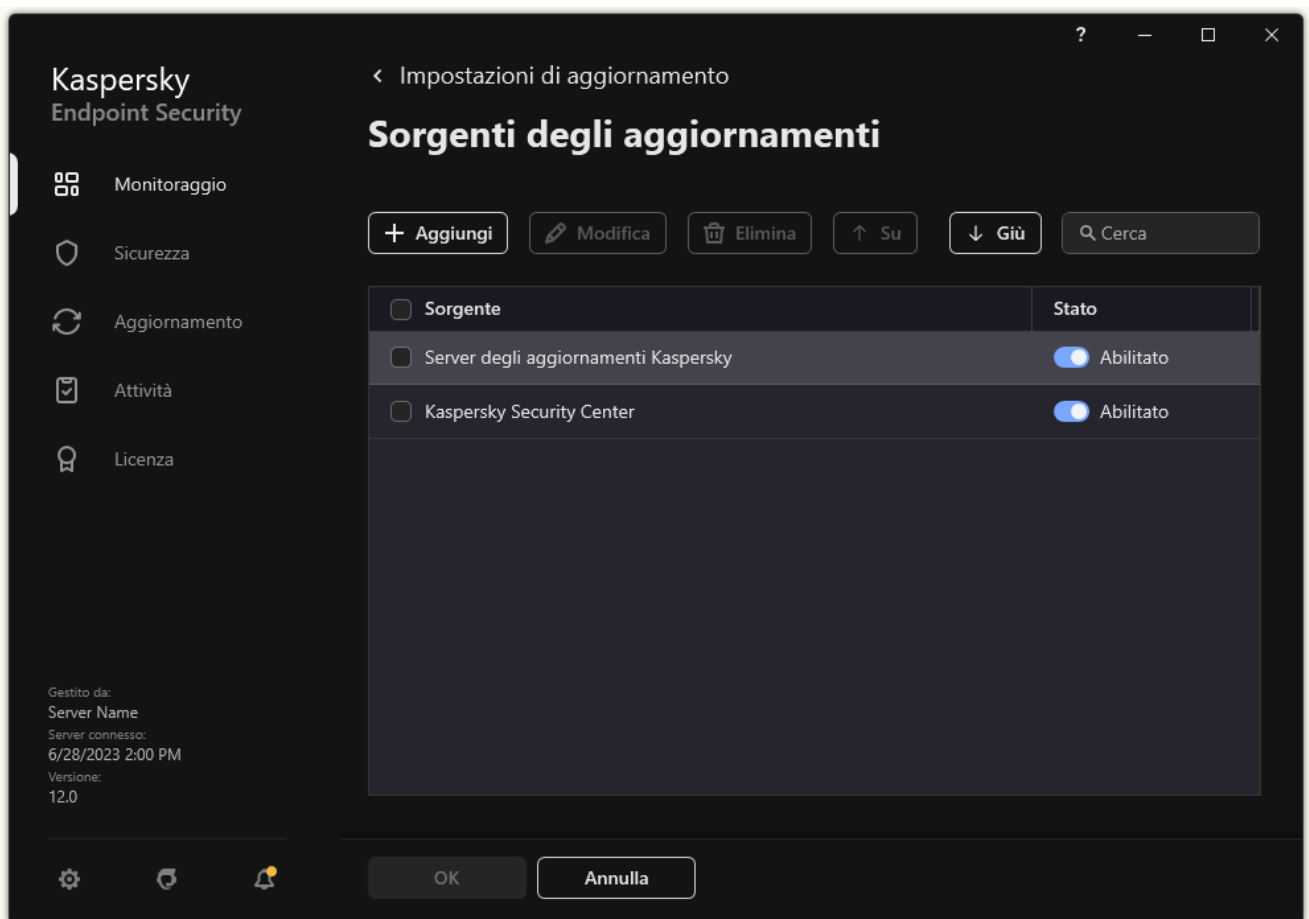 ?
Kaspersky
Endpoint Security
Monitoraggio
Sicurezza
Aggiornamento
Attività
Licenza
Gestito da:
Server Name
Server connesso:
6/28/2023 2:00 PM
Versione:
12.0
Impostazioni di aggiornamento
Sorgenti degli aggiornamenti
Aggiungi Modifica Elimina Su Giù Cerca
Sorgente Stato
Server degli aggiornamenti Kaspersky Abilitato
Kaspersky Security Center Abilitato
OK Annulla